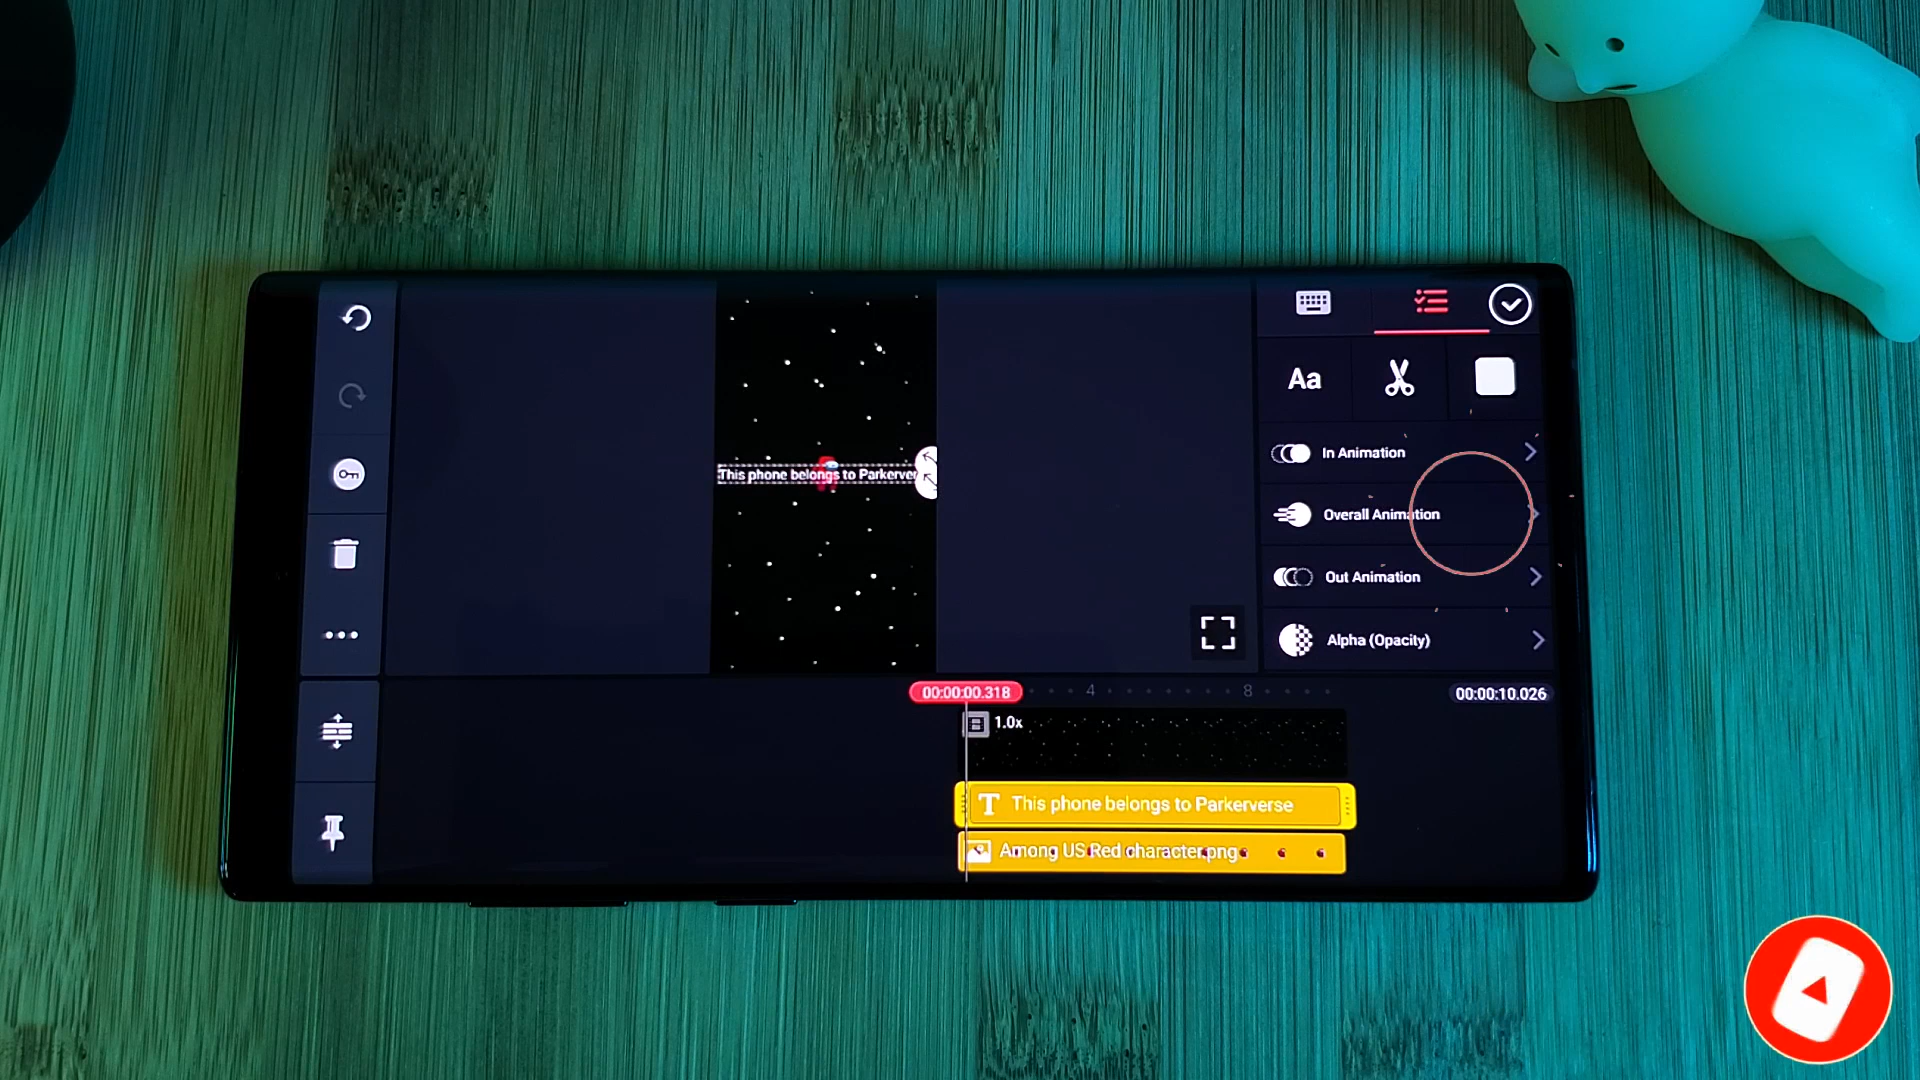 Aa
In Animation
This phone belongs to Parkerver
Overall Animation
Out Animation
Alpha (Opacity)
00:00:00.318
4
8
00:00:10.026
1.0x
T This phone belongs to Parkerverse
Among US Red character.png